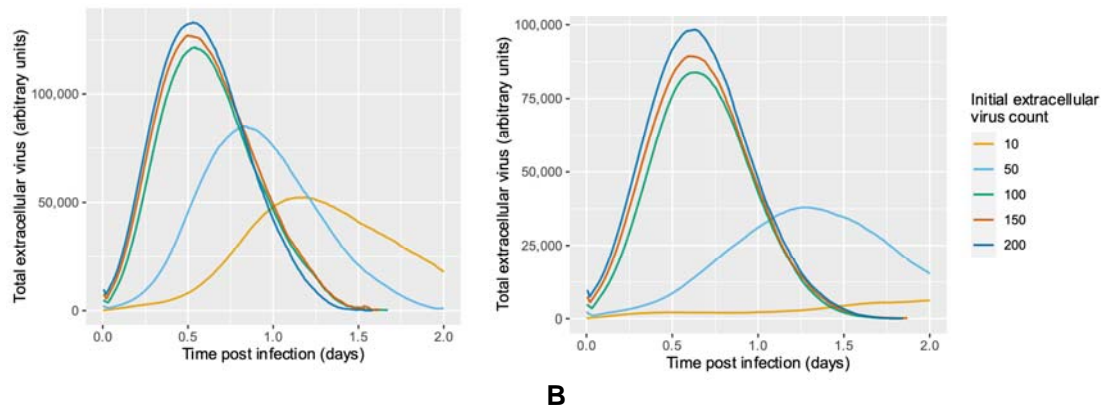 Total extracellular virus (arbitrary units)
100,000
50,000
0
0.0 0.5 1.0 1.5 2.0
Time post infection (days)
Total extracellular virus (arbitrary units)
100,000
75,000
50,000
25,000
0
0.0 0.5 1.0 1.5 2.0
Time post infection (days)
Initial extracellular
virus count
10
50
100
150
200
B